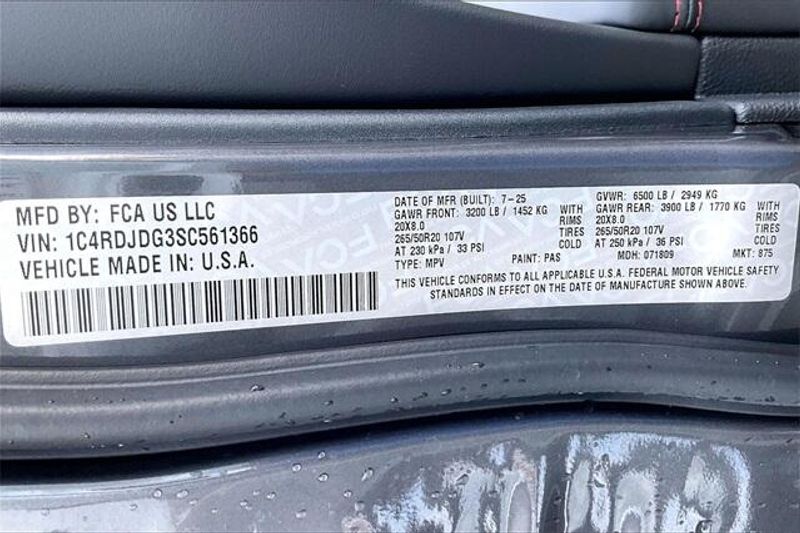 MFD BY: FCA US LLC
VIN: 1C4RDJDG3SC561366
VEHICLE MADE IN: U.S.A.
DATE OF MFR (BUILT): 7-25
GAWR FRONT: 3200 LB / 1452 KG WITH
20X8.0 RIMS
265/50R20 107V TIRES
AT 230 kPa / 33 PSI
TYPE: MPV PAINT: PAS
GVWR: 6500 LB / 2949 KG
GAWR REAR: 3900 LB / 1770 KG WITH
20X8.0 RIMS
265/50R20 107V TIRES
AT 250 kPa / 36 PSI
MDH: 071809 MKT: 875
THIS VEHICLE CONFORMS TO ALL APPLICABLE U.S.A. FEDERAL MOTOR VEHICLE SAFETY
STANDARDS IN EFFECT ON THE DATE OF MANUFACTURE SHOWN ABOVE.